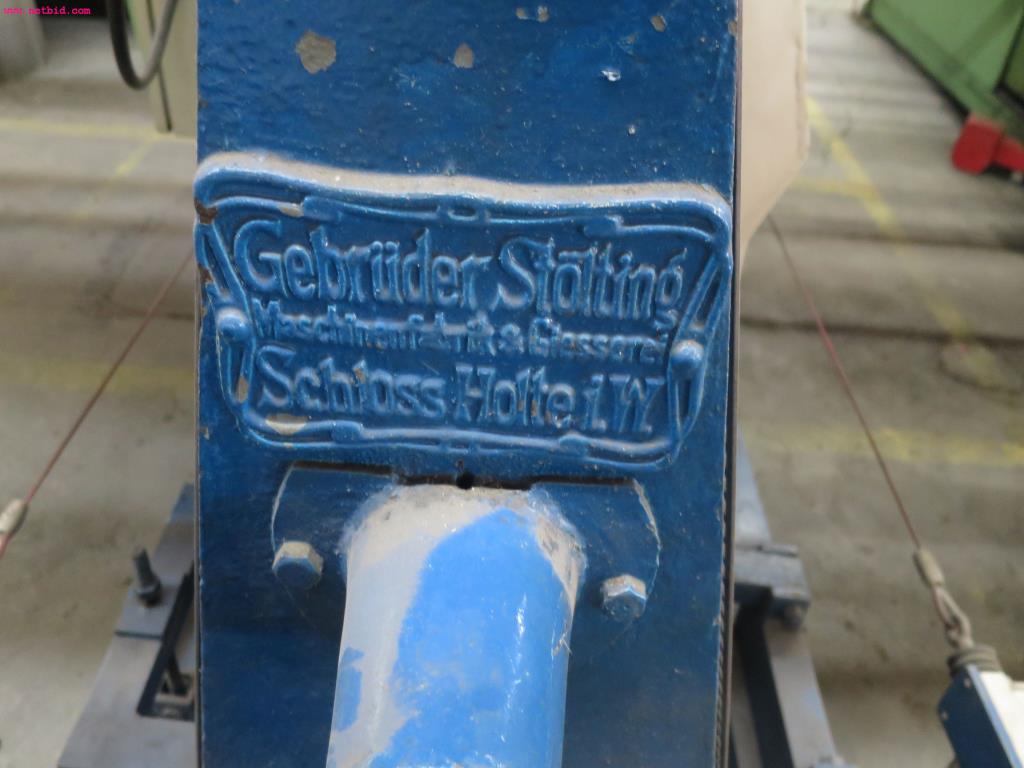 www.netbid.com
Gebrüder Stölting
Maschinenfabrik & Giesserei
Schloss Holte i. W